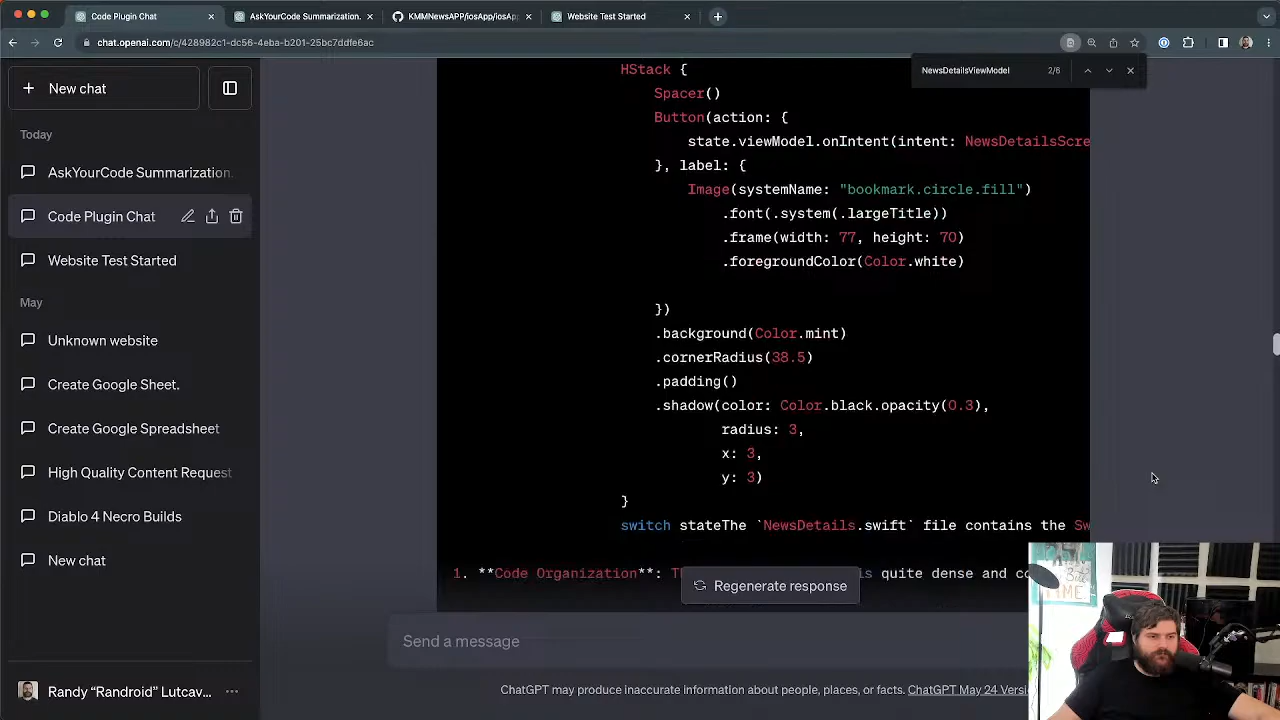 Code Plugin Chat
AskYourCode Summarization.
KMMNewsAPP/iosApp/iosAp
Website Test Started
chat.openai.com/c/428982c1-dc56-4eba-b201-25bc7ddfe6ac
NewsDetailsViewModel 2/6
New chat
Today
AskYourCode Summarization.
Code Plugin Chat
Website Test Started
May
Unknown website
Create Google Sheet.
Create Google Spreadsheet
High Quality Content Request
Diablo 4 Necro Builds
New chat
Randy “Randroid” Lutcav...
HStack {
Spacer()
Button(action: {
state.viewModel.onIntent(intent: NewsDetailsScre
}, label: {
Image(systemName: "bookmark.circle.fill")
.font(.system(.largeTitle))
.frame(width: 77, height: 70)
.foregroundColor(Color.white)
})
.background(Color.mint)
.cornerRadius(38.5)
.padding()
.shadow(color: Color.black.opacity(0.3),
radius: 3,
x: 3,
y: 3)
}
switch stateThe `NewsDetails.swift` file contains the Sw
1. **Code Organization**: is quite dense and co
Regenerate response
Send a message
ChatGPT may produce inaccurate information about people, places, or facts. ChatGPT May 24 Versi
TIME